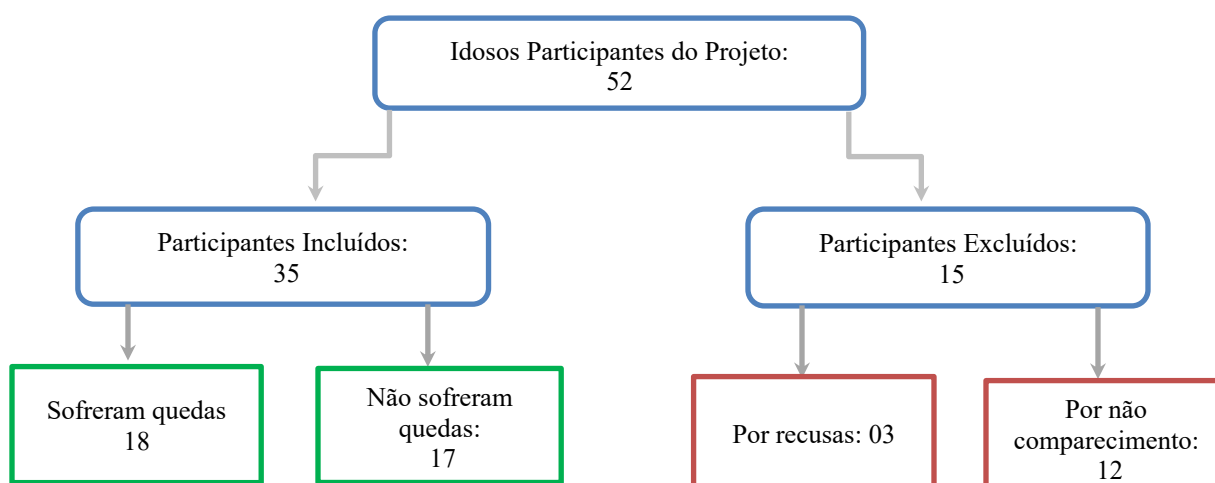 Idosos Participantes do Projeto:
52
Participantes Incluídos:
35
Participantes Excluídos:
15
Sofreram quedas
18
Não sofreram
quedas:
17
Por recusas: 03
Por não
comparecimento:
12